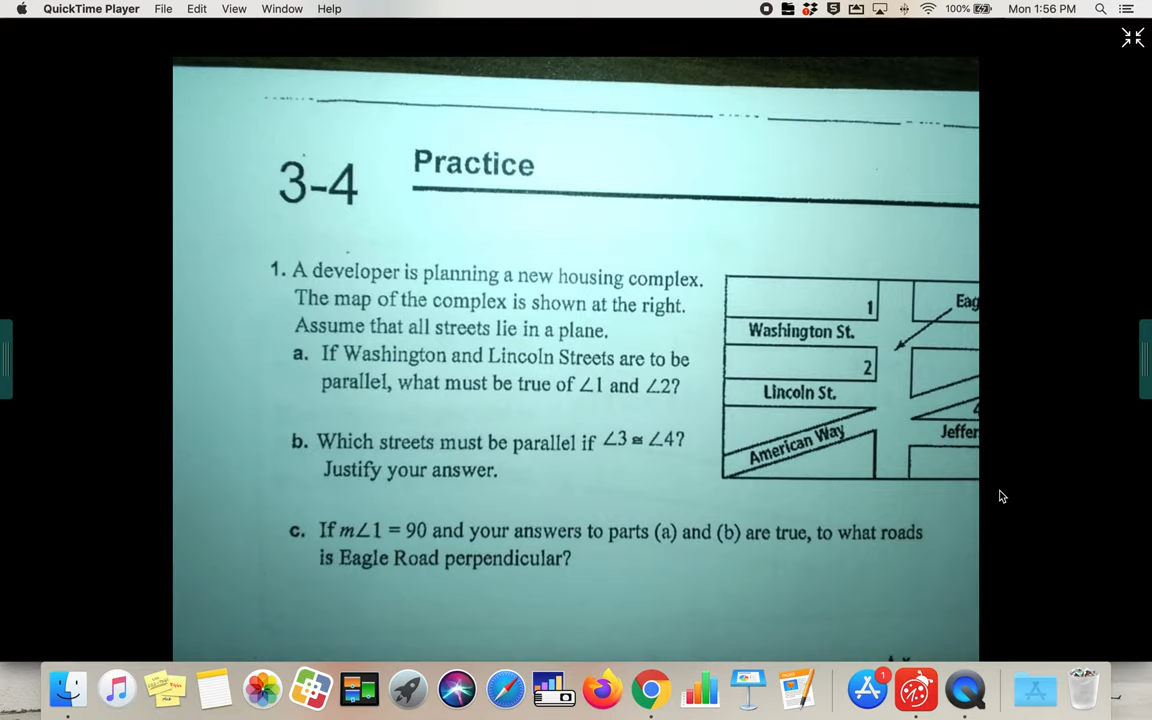 QuickTime Player File Edit View Window Help 100% Mon 1:56 PM
3-4 Practice
1. A developer is planning a new housing complex.
The map of the complex is shown at the right.
Assume that all streets lie in a plane.
a. If Washington and Lincoln Streets are to be
parallel, what must be true of ∠1 and ∠2?
b. Which streets must be parallel if ∠3 ≅ ∠4?
Justify your answer.
c. If m∠1 = 90 and your answers to parts (a) and (b) are true, to what roads
is Eagle Road perpendicular?
1
Eag
Washington St.
2
Lincoln St.
4
American Way
Jeffer
1